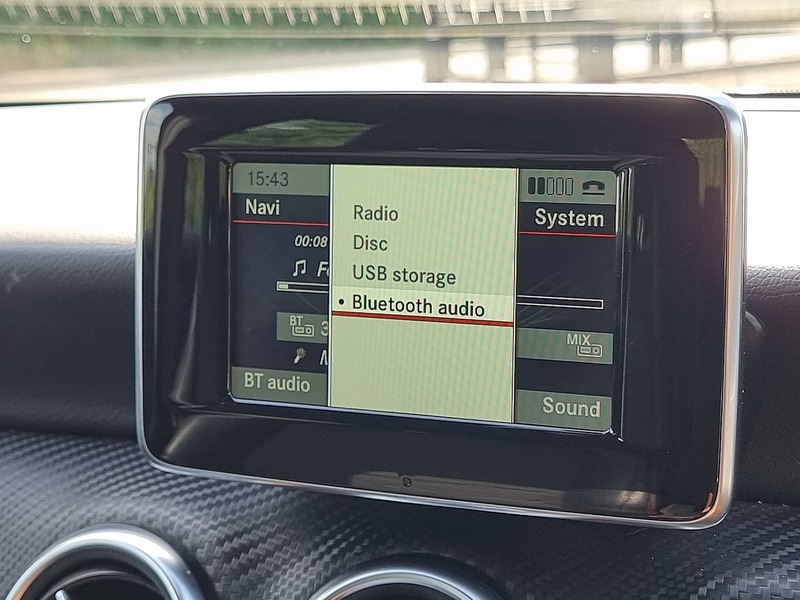 15:43
Navi
System
Radio
Disc
USB storage
Bluetooth audio
00:08
BT
MIX
BT audio
Sound